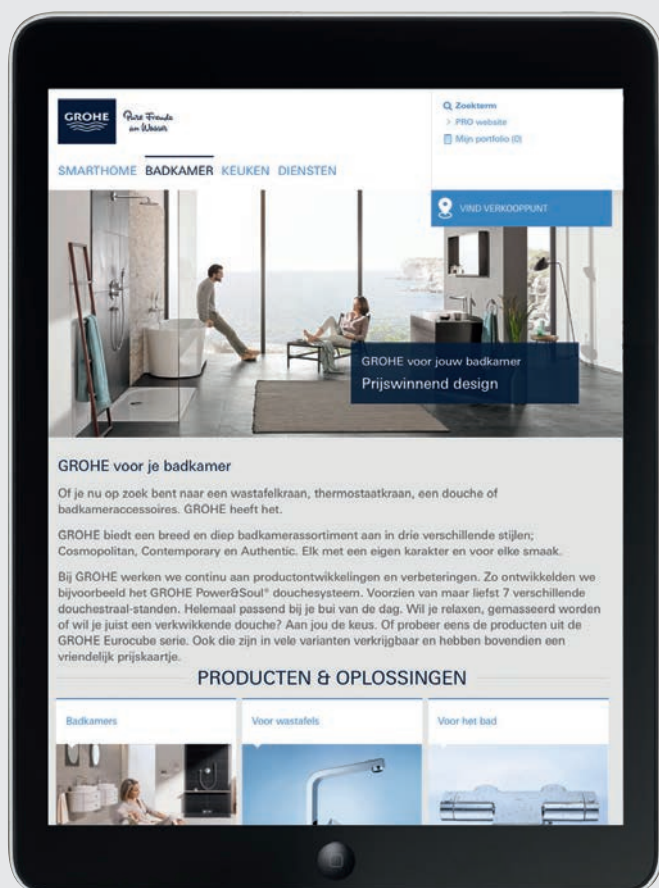 GROHE
Pure Freude
an Wasser
Zoekterm
> PRO website
Mijn portfolio (0)
SMARTHOME BADKAMER KEUKEN DIENSTEN
VIND VERKOOPPUNT
GROHE voor jouw badkamer
Prijswinnend design
GROHE voor je badkamer
Of je nu op zoek bent naar een wastafelkraan, thermostaatkraan, een douche of
badkameraccessoires. GROHE heeft het.
GROHE biedt een breed en diep badkamerassortiment aan in drie verschillende stijlen;
Cosmopolitan, Contemporary en Authentic. Elk met een eigen karakter en voor elke smaak.
Bij GROHE werken we continu aan productontwikkelingen en verbeteringen. Zo ontwikkelden we
bijvoorbeeld het GROHE Power&Soul® douchesysteem. Voorzien van maar liefst 7 verschillende
douchestraal-standen. Helemaal passend bij je bui van de dag. Wil je relaxen, gemasseerd worden
of wil je juist een verkwikkende douche? Aan jou de keus. Of probeer eens de producten uit de
GROHE Eurocube serie. Ook die zijn in vele varianten verkrijgbaar en hebben bovendien een
vriendelijk prijskaartje.
PRODUCTEN & OPLOSSINGEN
Badkamers
Voor wastafels
Voor het bad